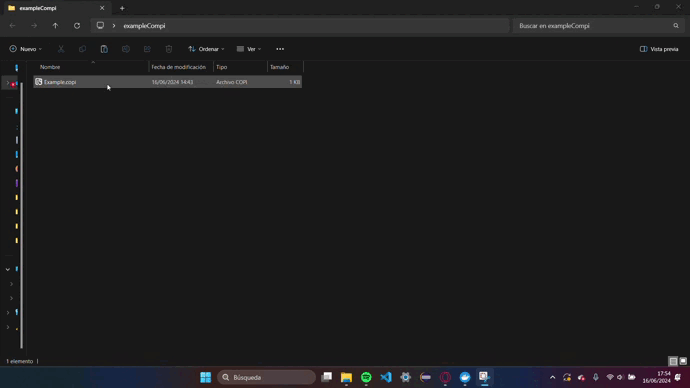 exampleCompi
exampleCompi
Buscar en exampleCompi
Nuevo
Ordenar
Ver
Vista previa
Nombre
Fecha de modificación
Tipo
Tamaño
Example.copi
16/06/2024 14:43
Archivo COPI
1 KB
1 elemento
Búsqueda
17:54
16/06/2024